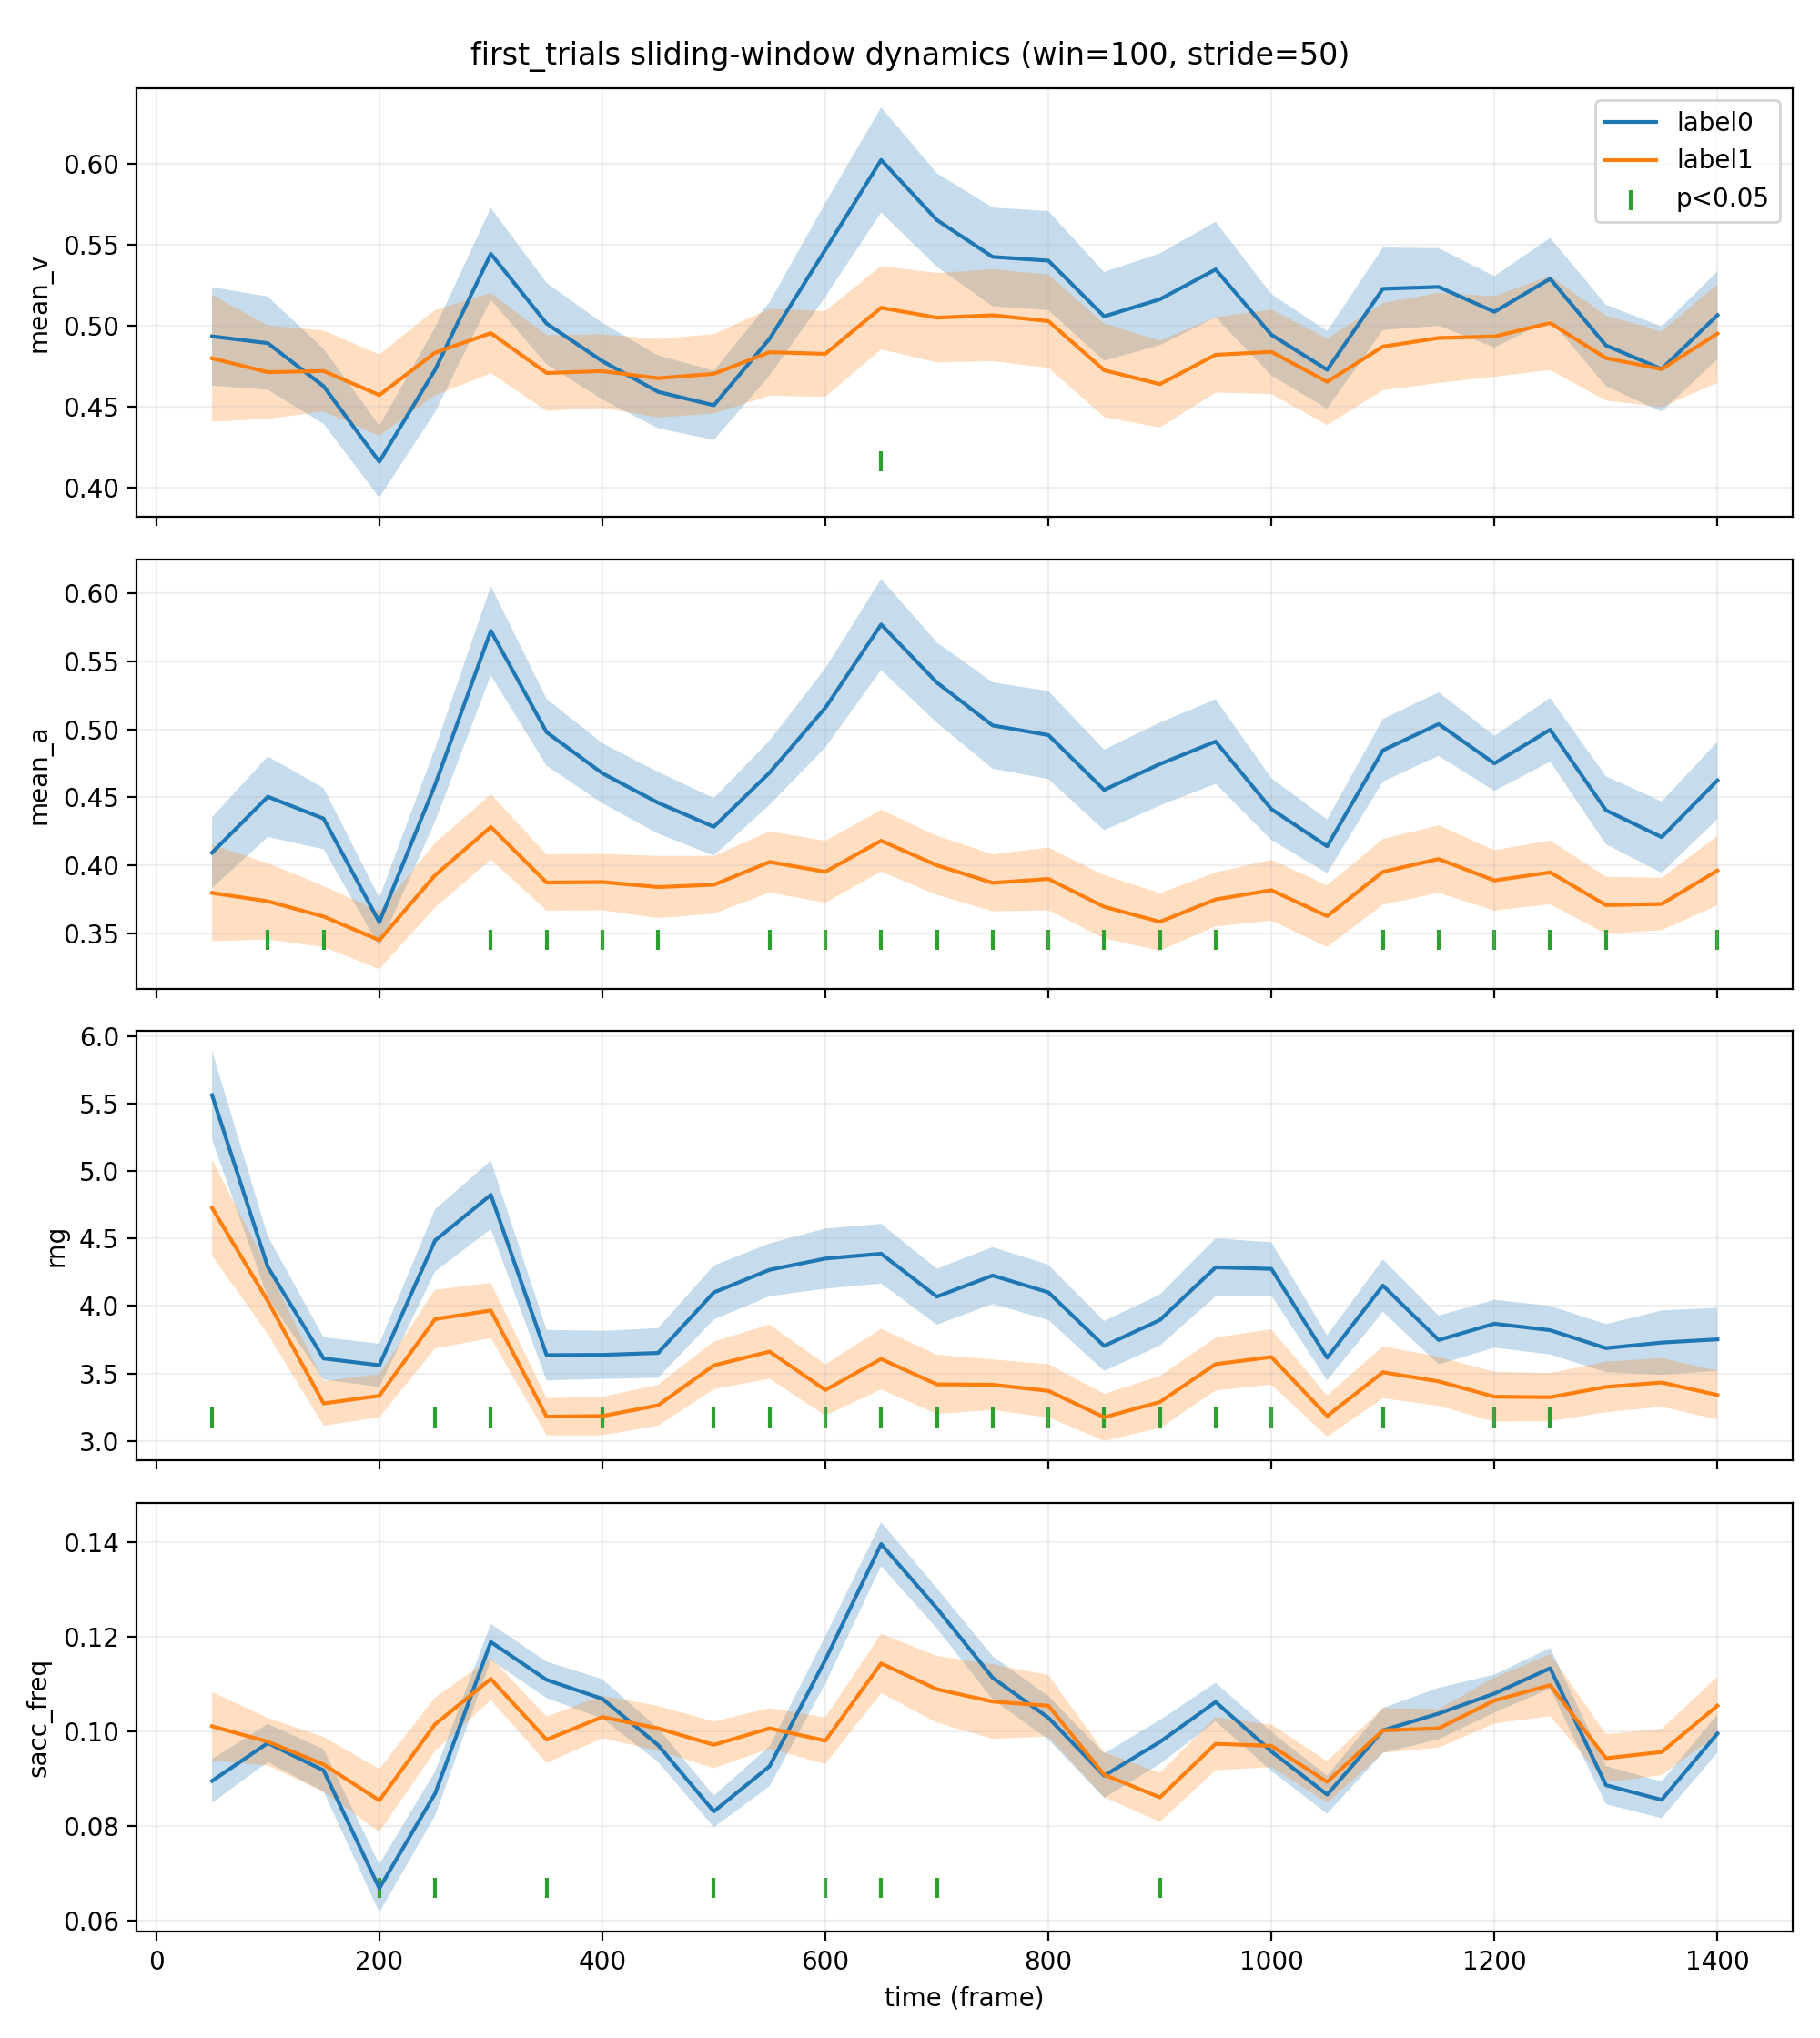 first_trials sliding-window dynamics (win=100, stride=50)
label0
label1
p<0.05
0.60
0.55
0.50
0.45
0.40
mean_v
0.60
0.55
0.50
0.45
0.40
0.35
mean_a
6.0
5.5
5.0
4.5
4.0
3.5
3.0
rng
0.14
0.12
0.10
0.08
0.06
sacc_freq
0 200 400 600 800 1000 1200 1400
time (frame)